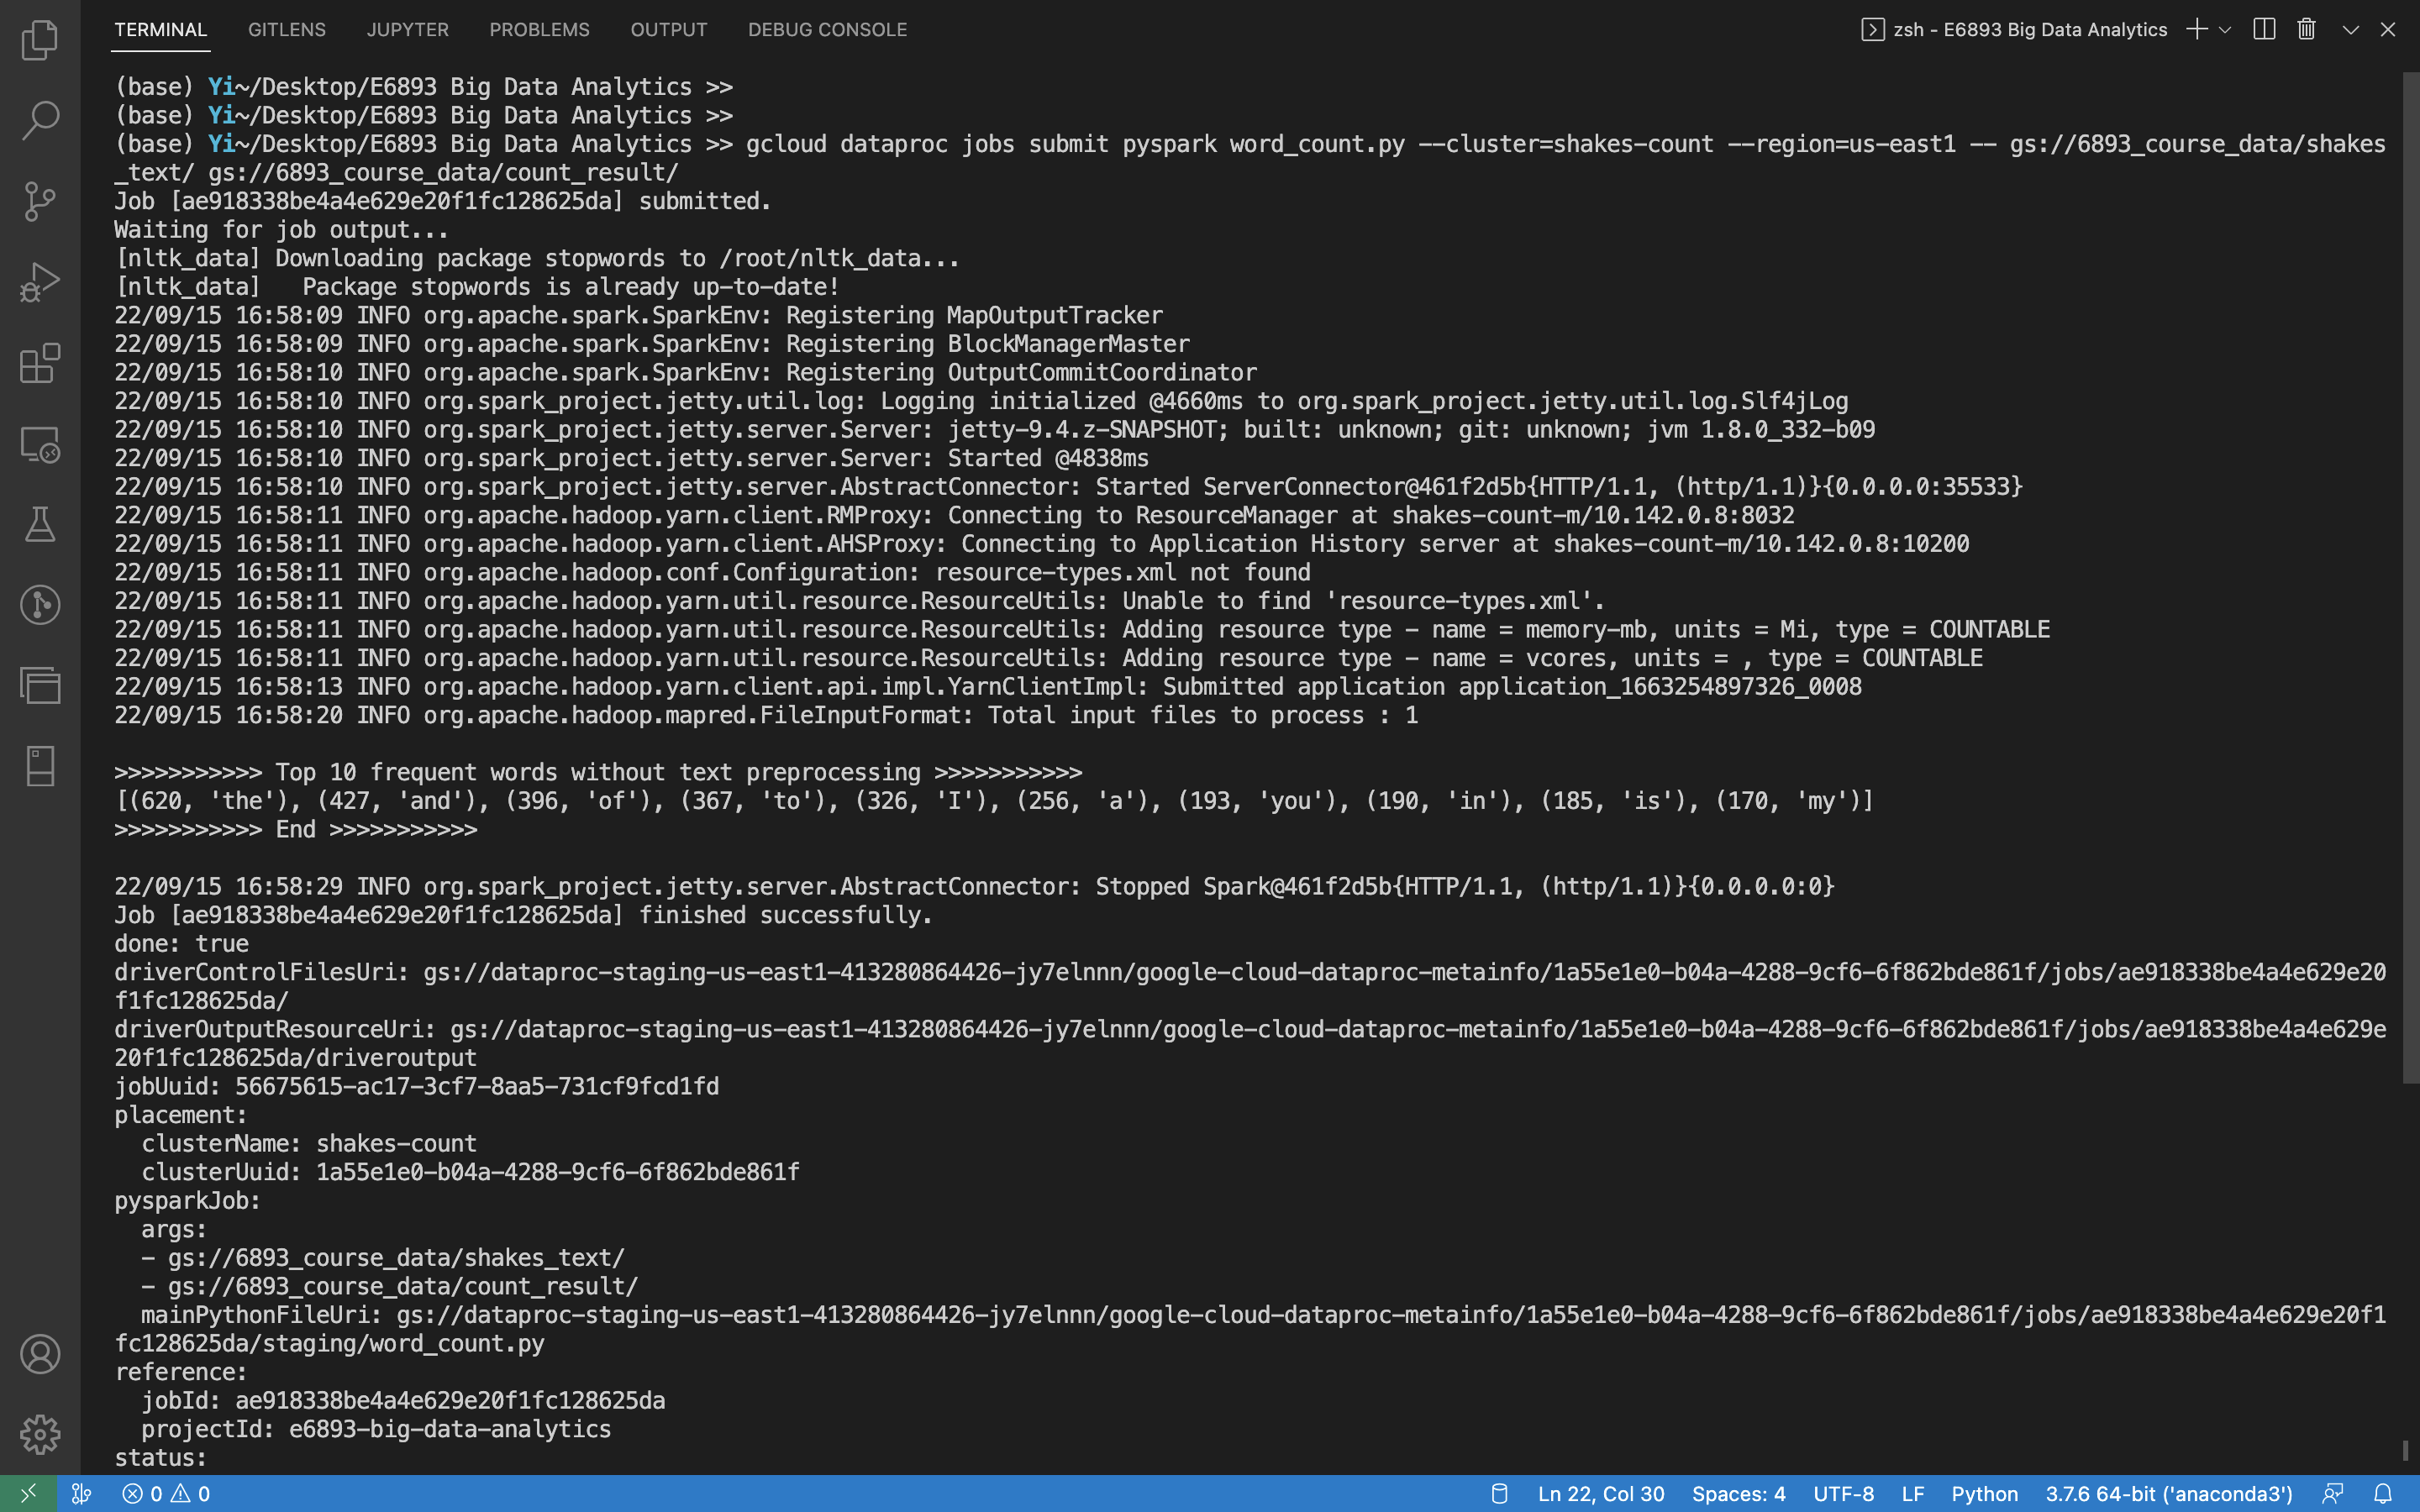 TERMINAL GITLENS JUPYTER PROBLEMS OUTPUT DEBUG CONSOLE zsh - E6893 Big Data Analytics
(base) Yi~/Desktop/E6893 Big Data Analytics >>
(base) Yi~/Desktop/E6893 Big Data Analytics >>
(base) Yi~/Desktop/E6893 Big Data Analytics >> gcloud dataproc jobs submit pyspark word_count.py --cluster=shakes-count --region=us-east1 -- gs://6893_course_data/shakes
_text/ gs://6893_course_data/count_result/
Job [ae918338be4a4e629e20f1fc128625da] submitted.
Waiting for job output...
[nltk_data] Downloading package stopwords to /root/nltk_data...
[nltk_data]   Package stopwords is already up-to-date!
22/09/15 16:58:09 INFO org.apache.spark.SparkEnv: Registering MapOutputTracker
22/09/15 16:58:09 INFO org.apache.spark.SparkEnv: Registering BlockManagerMaster
22/09/15 16:58:10 INFO org.apache.spark.SparkEnv: Registering OutputCommitCoordinator
22/09/15 16:58:10 INFO org.spark_project.jetty.util.log: Logging initialized @4660ms to org.spark_project.jetty.util.log.Slf4jLog
22/09/15 16:58:10 INFO org.spark_project.jetty.server.Server: jetty-9.4.z-SNAPSHOT; built: unknown; git: unknown; jvm 1.8.0_332-b09
22/09/15 16:58:10 INFO org.spark_project.jetty.server.Server: Started @4838ms
22/09/15 16:58:10 INFO org.spark_project.jetty.server.AbstractConnector: Started ServerConnector@461f2d5b{HTTP/1.1, (http/1.1)}{0.0.0.0:35533}
22/09/15 16:58:11 INFO org.apache.hadoop.yarn.client.RMProxy: Connecting to ResourceManager at shakes-count-m/10.142.0.8:8032
22/09/15 16:58:11 INFO org.apache.hadoop.yarn.client.AHSProxy: Connecting to Application History server at shakes-count-m/10.142.0.8:10200
22/09/15 16:58:11 INFO org.apache.hadoop.conf.Configuration: resource-types.xml not found
22/09/15 16:58:11 INFO org.apache.hadoop.yarn.util.resource.ResourceUtils: Unable to find 'resource-types.xml'.
22/09/15 16:58:11 INFO org.apache.hadoop.yarn.util.resource.ResourceUtils: Adding resource type - name = memory-mb, units = Mi, type = COUNTABLE
22/09/15 16:58:11 INFO org.apache.hadoop.yarn.util.resource.ResourceUtils: Adding resource type - name = vcores, units = , type = COUNTABLE
22/09/15 16:58:13 INFO org.apache.hadoop.yarn.client.api.impl.YarnClientImpl: Submitted application application_1663254897326_0008
22/09/15 16:58:20 INFO org.apache.hadoop.mapred.FileInputFormat: Total input files to process : 1
>>>>>>>>>>> Top 10 frequent words without text preprocessing >>>>>>>>>>>
[(620, 'the'), (427, 'and'), (396, 'of'), (367, 'to'), (326, 'I'), (256, 'a'), (193, 'you'), (190, 'in'), (185, 'is'), (170, 'my')]
>>>>>>>>>>> End >>>>>>>>>>>
22/09/15 16:58:29 INFO org.spark_project.jetty.server.AbstractConnector: Stopped Spark@461f2d5b{HTTP/1.1, (http/1.1)}{0.0.0.0:0}
Job [ae918338be4a4e629e20f1fc128625da] finished successfully.
done: true
driverControlFilesUri: gs://dataproc-staging-us-east1-413280864426-jy7elnnn/google-cloud-dataproc-metainfo/1a55e1e0-b04a-4288-9cf6-6f862bde861f/jobs/ae918338be4a4e629e20
f1fc128625da/
driverOutputResourceUri: gs://dataproc-staging-us-east1-413280864426-jy7elnnn/google-cloud-dataproc-metainfo/1a55e1e0-b04a-4288-9cf6-6f862bde861f/jobs/ae918338be4a4e629e
20f1fc128625da/driveroutput
jobUuid: 56675615-ac17-3cf7-8aa5-731cf9fcd1fd
placement:
  clusterName: shakes-count
  clusterUuid: 1a55e1e0-b04a-4288-9cf6-6f862bde861f
pysparkJob:
  args:
  - gs://6893_course_data/shakes_text/
  - gs://6893_course_data/count_result/
  mainPythonFileUri: gs://dataproc-staging-us-east1-413280864426-jy7elnnn/google-cloud-dataproc-metainfo/1a55e1e0-b04a-4288-9cf6-6f862bde861f/jobs/ae918338be4a4e629e20f1
fc128625da/staging/word_count.py
reference:
  jobId: ae918338be4a4e629e20f1fc128625da
  projectId: e6893-big-data-analytics
status:
0 0 Ln 22, Col 30 Spaces: 4 UTF-8 LF Python 3.7.6 64-bit ('anaconda3')